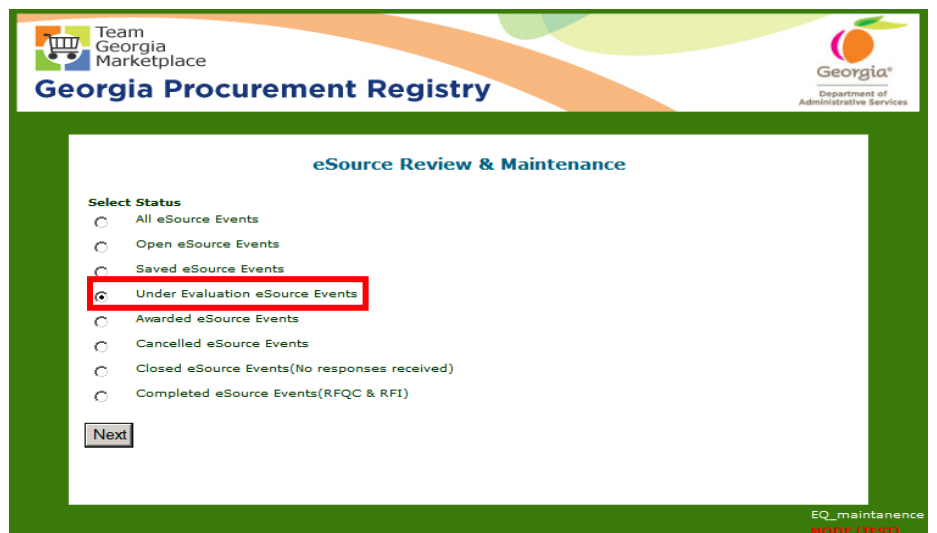 Team
Georgia
Marketplace
Georgia Procurement Registry
Georgia®
Department of
Administrative Services
eSource Review & Maintenance
Select Status
All eSource Events
Open eSource Events
Saved eSource Events
Under Evaluation eSource Events
Awarded eSource Events
Cancelled eSource Events
Closed eSource Events(No responses received)
Completed eSource Events(RFQC & RFI)
Next
EQ_maintanence
MODE (TEST)